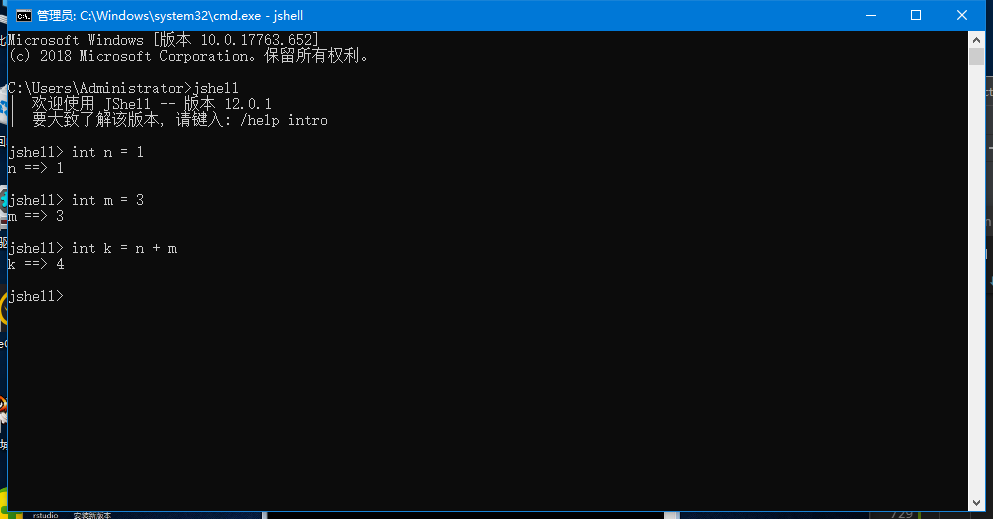 管理员: C:\Windows\system32\cmd.exe - jshell
Microsoft Windows [版本 10.0.17763.652]
(c) 2018 Microsoft Corporation。保留所有权利。
C:\Users\Administrator>jshell
|  欢迎使用 JShell -- 版本 12.0.1
|  要大致了解该版本, 请键入: /help intro
jshell> int n = 1
n ==> 1
jshell> int m = 3
m ==> 3
jshell> int k = n + m
k ==> 4
jshell>
rstudio 安装新版本
729